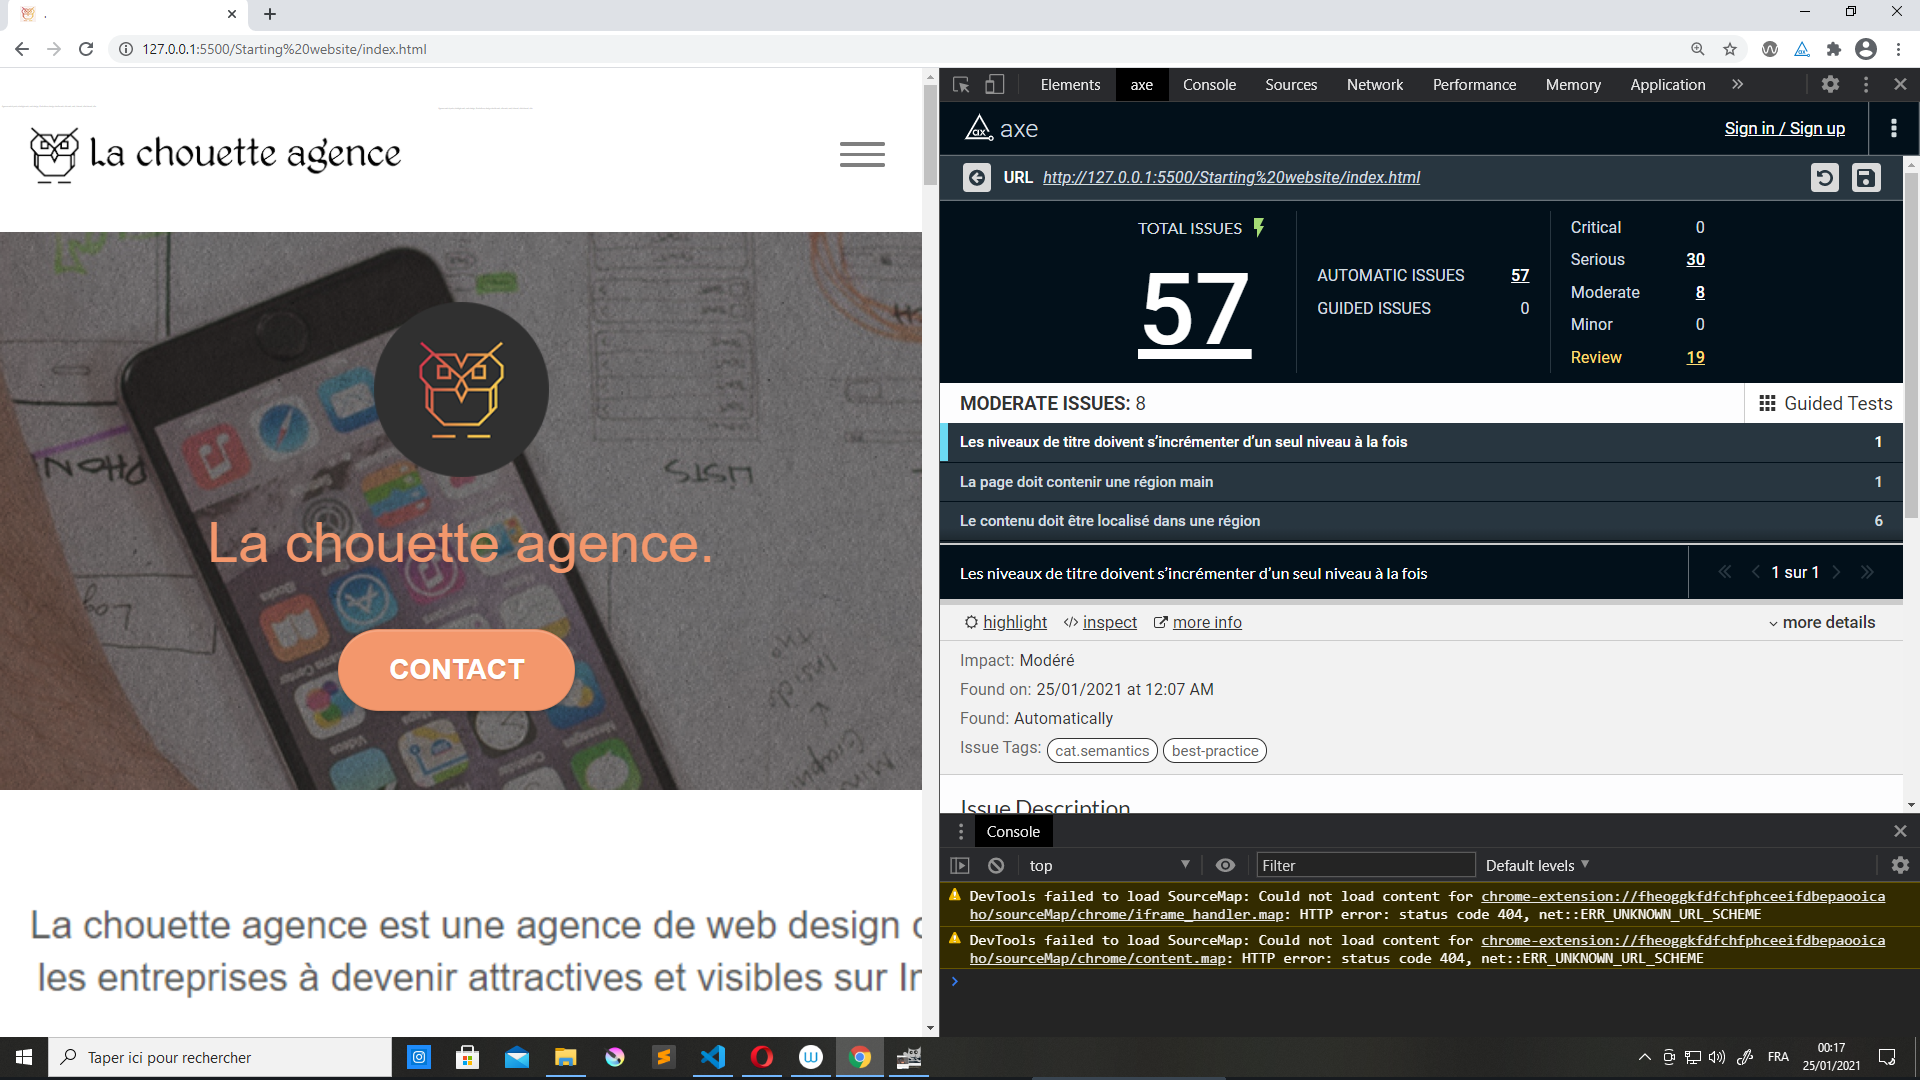 .
127.0.0.1:5500/Starting%20website/index.html
La chouette agence
PHON
LISTS
La chouette agence.
CONTACT
La chouette agence est une agence de web design
les entreprises à devenir attractives et visibles sur In
Elements axe Console Sources Network Performance Memory Application »
axe
Sign in / Sign up
URL http://127.0.0.1:5500/Starting%20website/index.html
TOTAL ISSUES
57
AUTOMATIC ISSUES 57
GUIDED ISSUES 0
Critical 0
Serious 30
Moderate 8
Minor 0
Review 19
MODERATE ISSUES: 8
Guided Tests
Les niveaux de titre doivent s’incrémenter d’un seul niveau à la fois 1
La page doit contenir une région main 1
Le contenu doit être localisé dans une région 6
Les niveaux de titre doivent s’incrémenter d’un seul niveau à la fois
1 sur 1
highlight </> inspect more info
more details
Impact: Modéré
Found on: 25/01/2021 at 12:07 AM
Found: Automatically
Issue Tags: cat.semantics best-practice
Issue Description
Console
top
Filter
Default levels
DevTools failed to load SourceMap: Could not load content for chrome-extension://fheoggkfdfchfphceeifdbepaooica
ho/sourceMap/chrome/iframe_handler.map: HTTP error: status code 404, net::ERR_UNKNOWN_URL_SCHEME
DevTools failed to load SourceMap: Could not load content for chrome-extension://fheoggkfdfchfphceeifdbepaooica
ho/sourceMap/chrome/content.map: HTTP error: status code 404, net::ERR_UNKNOWN_URL_SCHEME
Taper ici pour rechercher
FRA
00:17
25/01/2021